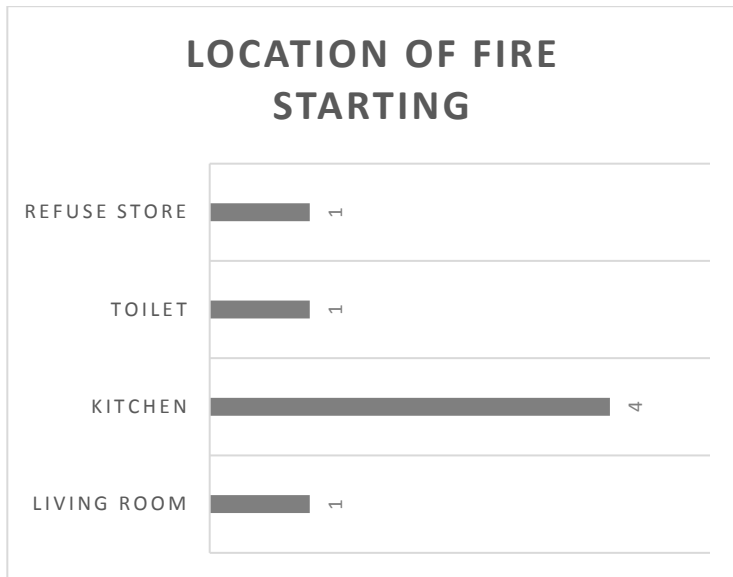 LOCATION OF FIRE
STARTING
REFUSE STORE 1
TOILET 1
KITCHEN 4
LIVING ROOM 1